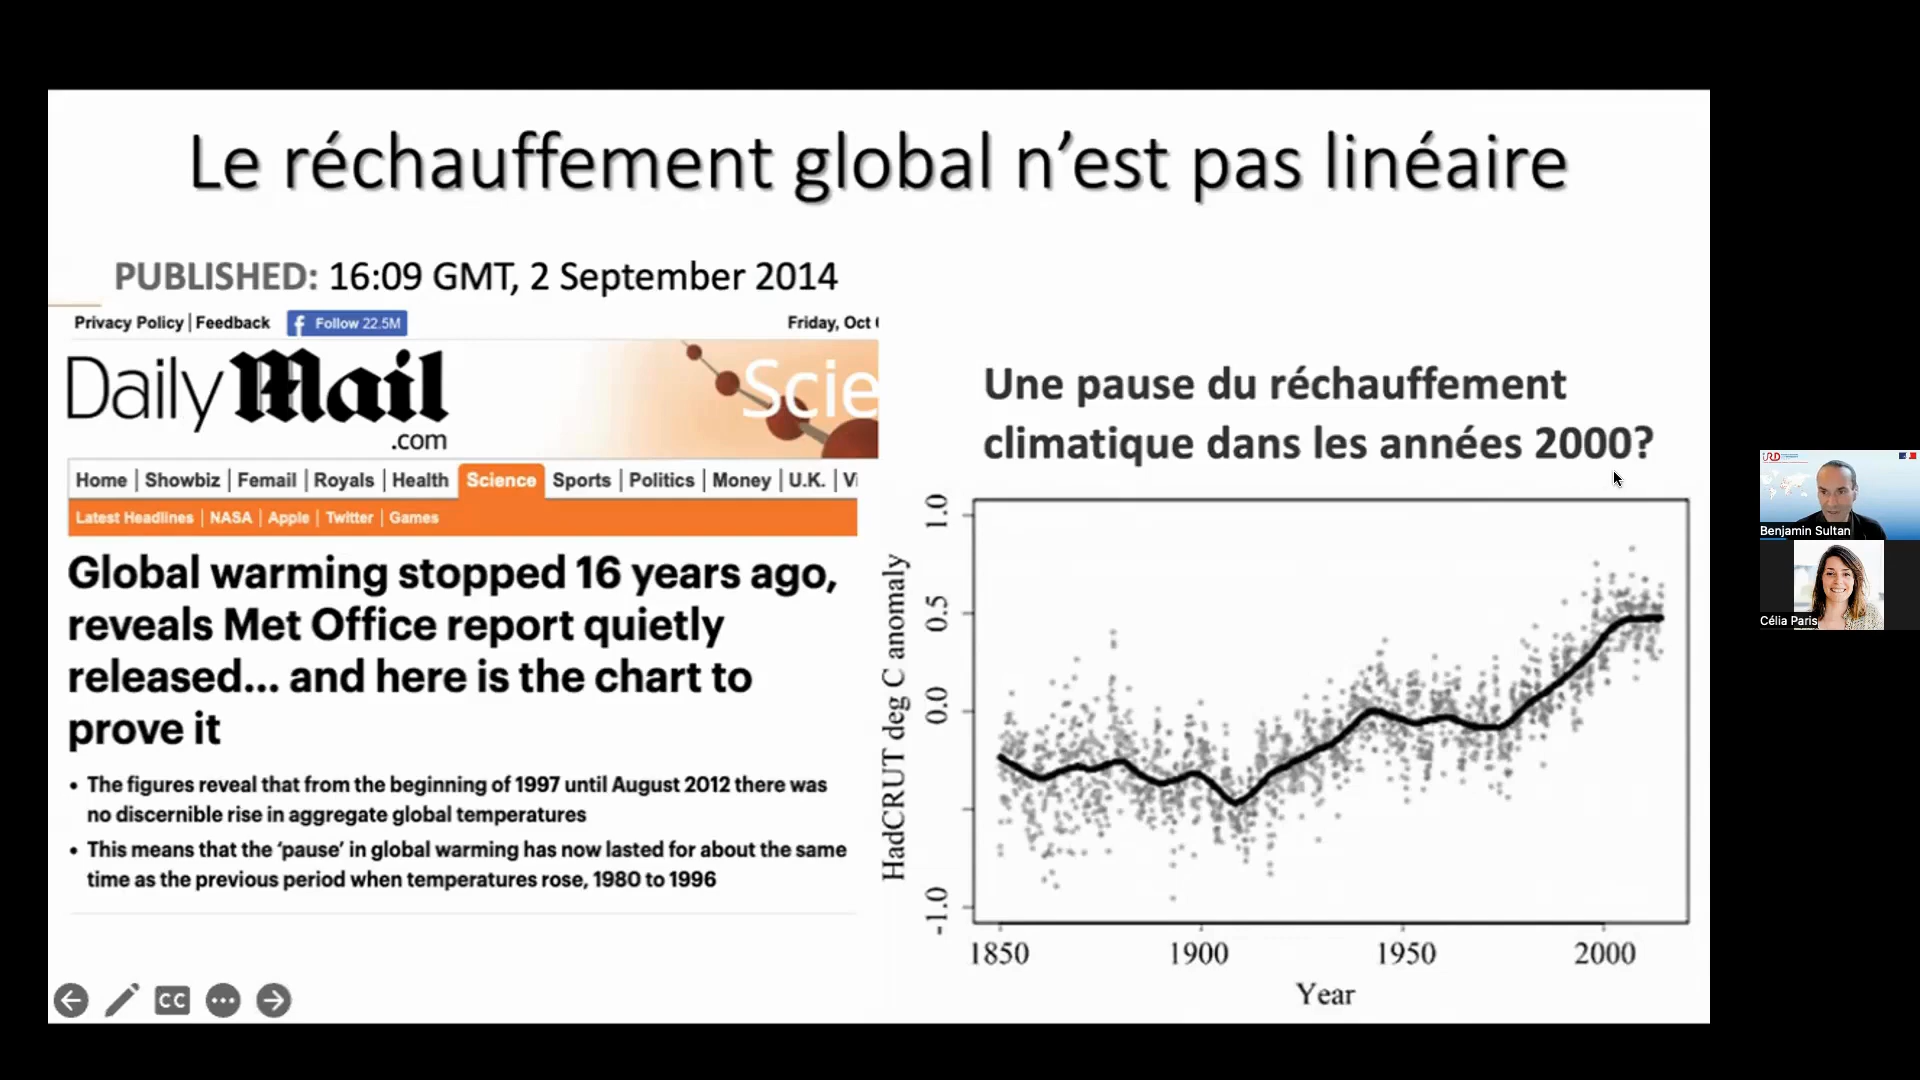 Le réchauffement global n’est pas linéaire
PUBLISHED: 16:09 GMT, 2 September 2014
Privacy Policy | Feedback
Follow 22.5M
Friday, Oct
Daily Mail
.com
Scie
Home | Showbiz | Femail | Royals | Health Science Sports | Politics | Money | U.K. | Vi
Latest Headlines | NASA | Apple | Twitter | Games
Global warming stopped 16 years ago,
reveals Met Office report quietly
released... and here is the chart to
prove it
• The figures reveal that from the beginning of 1997 until August 2012 there was
no discernible rise in aggregate global temperatures
• This means that the ‘pause’ in global warming has now lasted for about the same
time as the previous period when temperatures rose, 1980 to 1996
Une pause du réchauffement
climatique dans les années 2000?
HadCRUT deg C anomaly
1.0
0.5
0.0
-1.0
1850 1900 1950 2000
Year
CC
IRD
Benjamin Sultan
Célia Paris